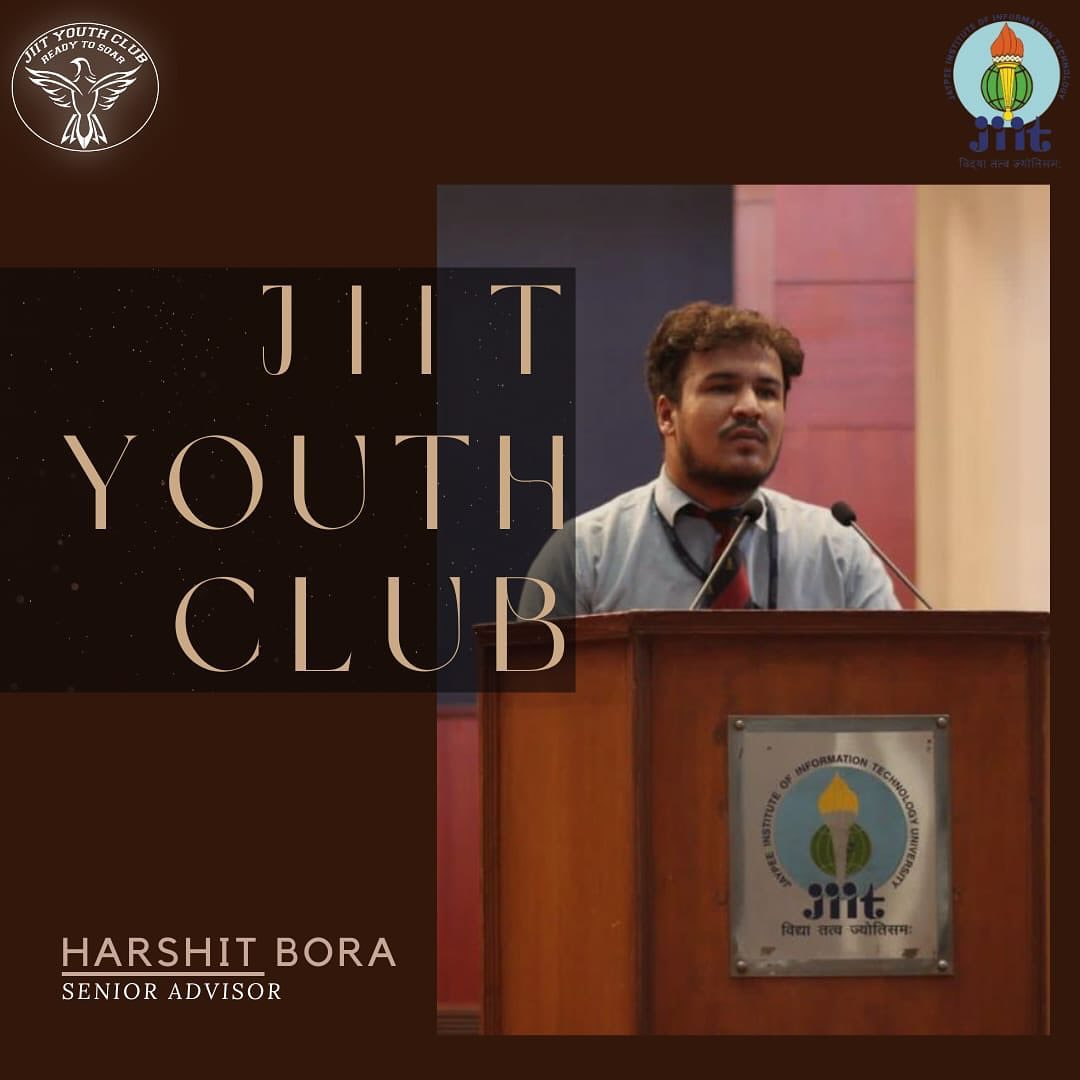 JIIT YOUTH CLUB
READY TO SOAR
JAYPEE INSTITUTE OF INFORMATION TECHNOLOGY
jiit
विद्या तत्व ज्योतिसम:
JIIT
YOUTH
CLUB
JAYPEE INSTITUTE OF INFORMATION TECHNOLOGY UNIVERSITY
jiit
विद्या तत्व ज्योतिसमः
HARSHIT BORA
SENIOR ADVISOR